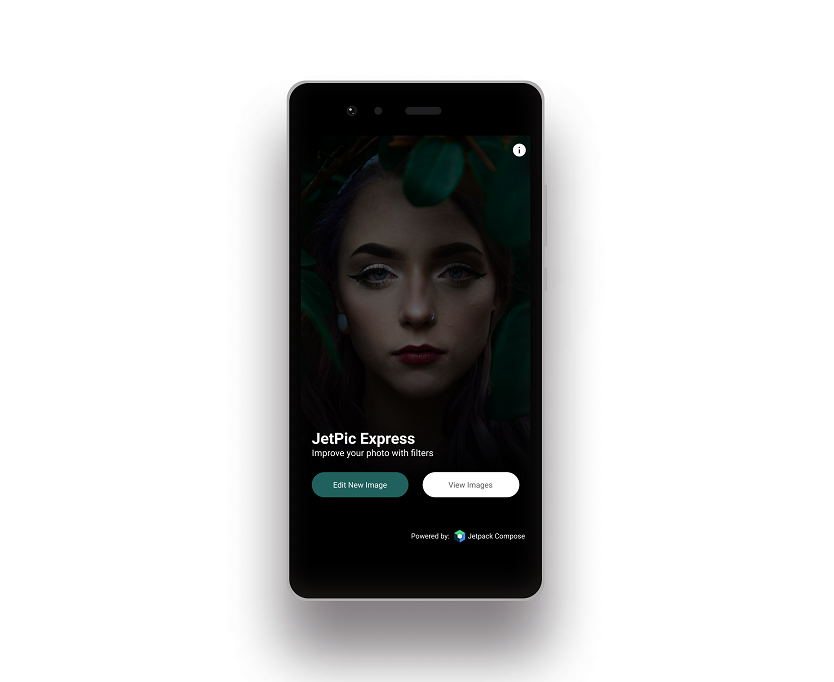 i
JetPic Express
Improve your photo with filters
Edit New Image
View Images
Powered by: Jetpack Compose